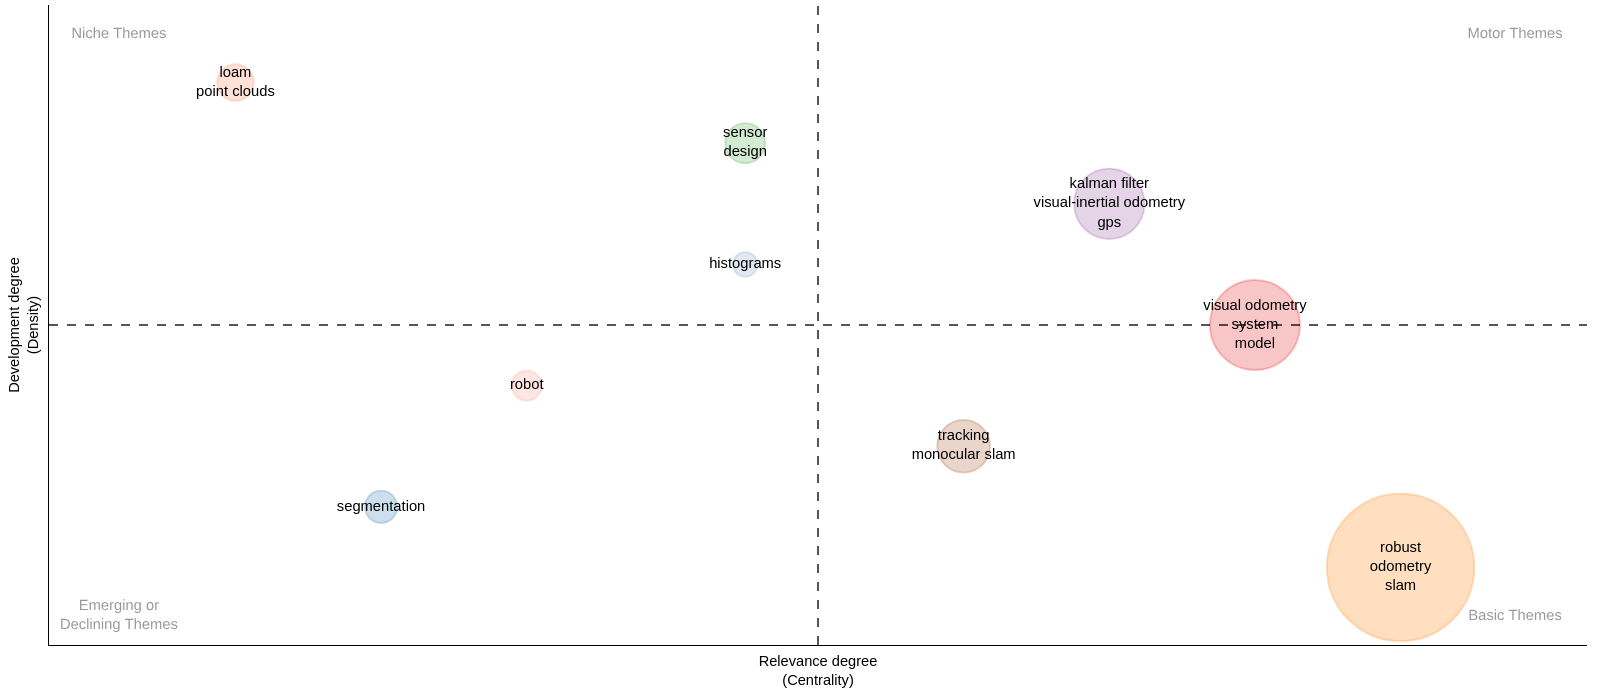 Niche Themes
Motor Themes
loam
point clouds
sensor
design
kalman filter
visual-inertial odometry
gps
histograms
visual odometry
system
model
Development degree
(Density)
robot
tracking
monocular slam
segmentation
robust
odometry
slam
Emerging or
Declining Themes
Basic Themes
Relevance degree
(Centrality)